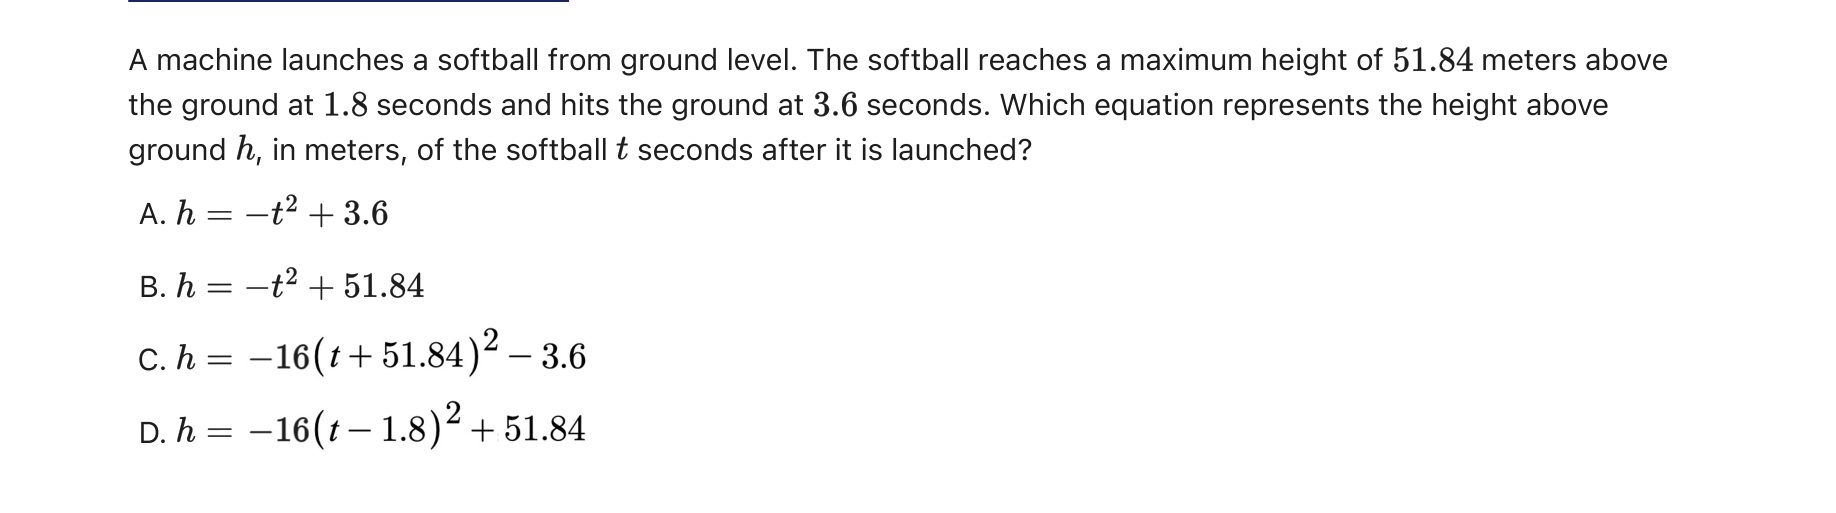 A machine launches a softball from ground level. The softball reaches a maximum height of 51.84 meters above
the ground at 1.8 seconds and hits the ground at 3.6 seconds. Which equation represents the height above
ground h, in meters, of the softball t seconds after it is launched?
A. h = −t² + 3.6
B. h = −t² + 51.84
C. h = −16(t + 51.84)² − 3.6
D. h = −16(t − 1.8)² + 51.84